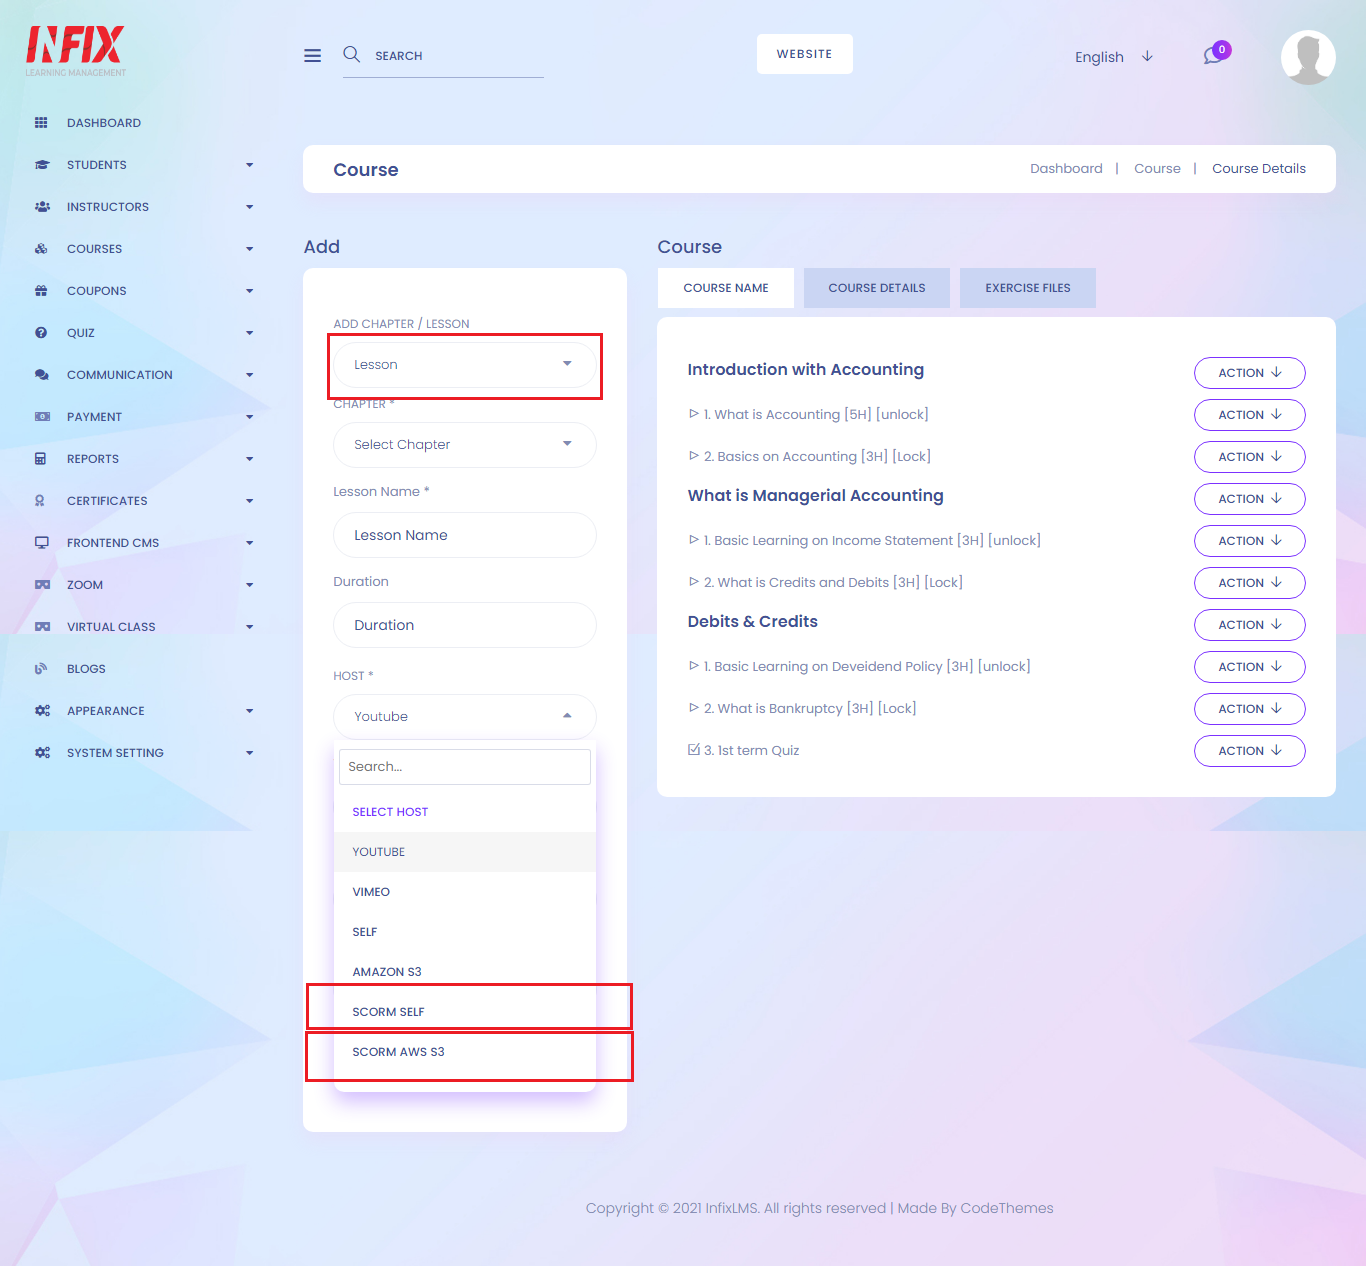 INFIX
LEARNING MANAGEMENT
SEARCH
WEBSITE
English
0
DASHBOARD
STUDENTS
INSTRUCTORS
COURSES
COUPONS
QUIZ
COMMUNICATION
PAYMENT
REPORTS
CERTIFICATES
FRONTEND CMS
ZOOM
VIRTUAL CLASS
BLOGS
APPEARANCE
SYSTEM SETTING
Course
Dashboard | Course | Course Details
Add
ADD CHAPTER / LESSON
Lesson
CHAPTER *
Select Chapter
Lesson Name *
Lesson Name
Duration
Duration
HOST *
Youtube
Search...
SELECT HOST
YOUTUBE
VIMEO
SELF
AMAZON S3
SCORM SELF
SCORM AWS S3
Course
COURSE NAME COURSE DETAILS EXERCISE FILES
Introduction with Accounting ACTION
1. What is Accounting [5H] [unlock] ACTION
2. Basics on Accounting [3H] [Lock] ACTION
What is Managerial Accounting ACTION
1. Basic Learning on Income Statement [3H] [unlock] ACTION
2. What is Credits and Debits [3H] [Lock] ACTION
Debits & Credits ACTION
1. Basic Learning on Deveidend Policy [3H] [unlock] ACTION
2. What is Bankruptcy [3H] [Lock] ACTION
3. 1st term Quiz ACTION
Copyright © 2021 InfixLMS. All rights reserved | Made By CodeThemes